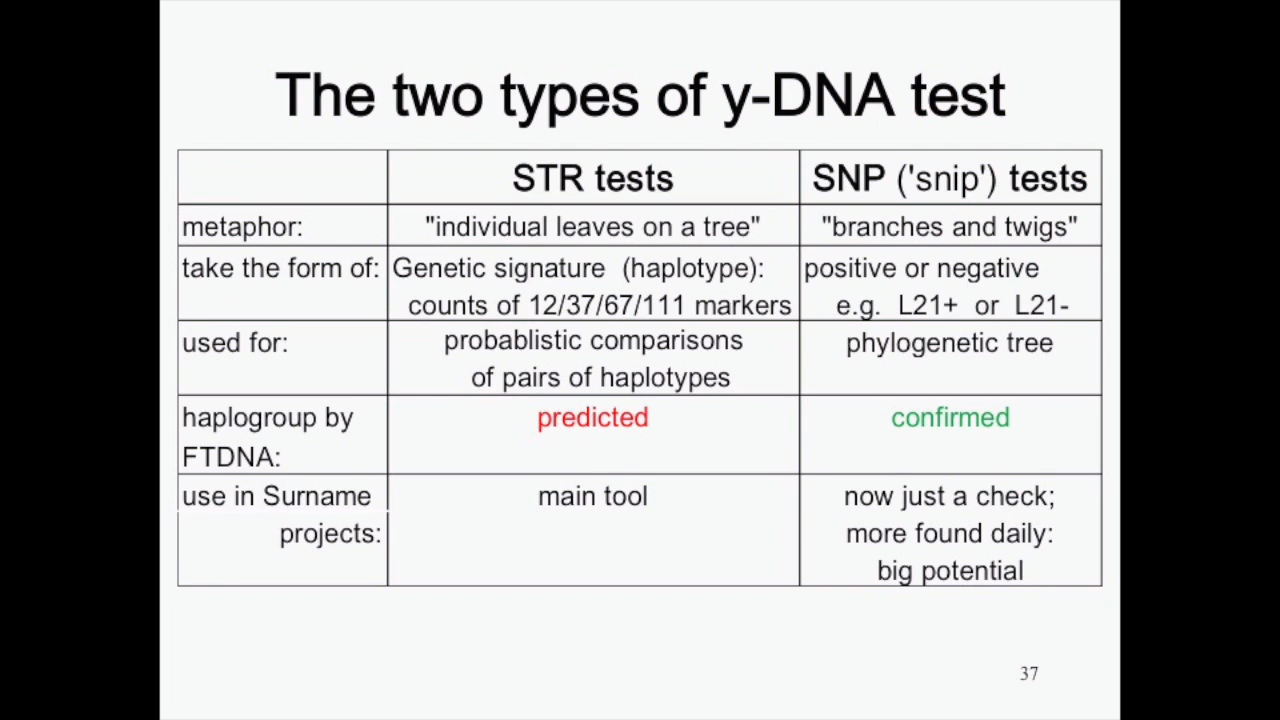 The two types of y-DNA test
STR tests
SNP ('snip') tests
metaphor:
"individual leaves on a tree"
"branches and twigs"
take the form of:
Genetic signature (haplotype):
counts of 12/37/67/111 markers
positive or negative
e.g. L21+ or L21-
used for:
probablistic comparisons
of pairs of haplotypes
phylogenetic tree
haplogroup by
FTDNA:
predicted
confirmed
use in Surname
projects:
main tool
now just a check;
more found daily:
big potential
37